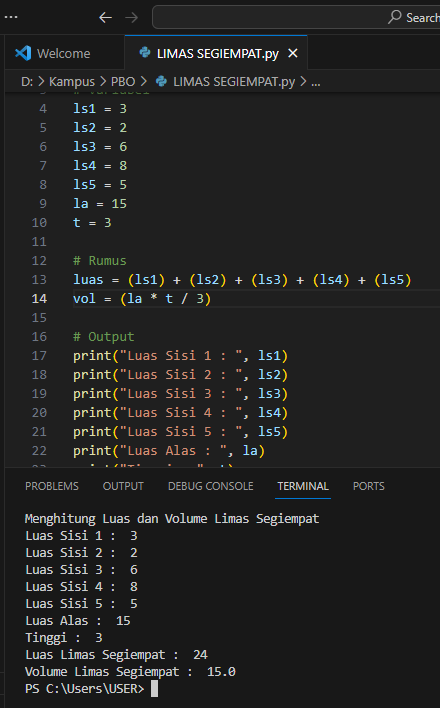 Search
Welcome
LIMAS SEGIEMPAT.py
D: > Kampus > PBO > LIMAS SEGIEMPAT.py > ...
4 ls1 = 3
5 ls2 = 2
6 ls3 = 6
7 ls4 = 8
8 ls5 = 5
9 la = 15
10 t = 3
11
12 # Rumus
13 luas = (ls1) + (ls2) + (ls3) + (ls4) + (ls5)
14 vol = (la * t / 3)
15
16 # Output
17 print("Luas Sisi 1 : ", ls1)
18 print("Luas Sisi 2 : ", ls2)
19 print("Luas Sisi 3 : ", ls3)
20 print("Luas Sisi 4 : ", ls4)
21 print("Luas Sisi 5 : ", ls5)
22 print("Luas Alas : ", la)
PROBLEMS OUTPUT DEBUG CONSOLE TERMINAL PORTS
Menghitung Luas dan Volume Limas Segiempat
Luas Sisi 1 :  3
Luas Sisi 2 :  2
Luas Sisi 3 :  6
Luas Sisi 4 :  8
Luas Sisi 5 :  5
Luas Alas :  15
Tinggi :  3
Luas Limas Segiempat :  24
Volume Limas Segiempat :  15.0
PS C:\Users\USER>